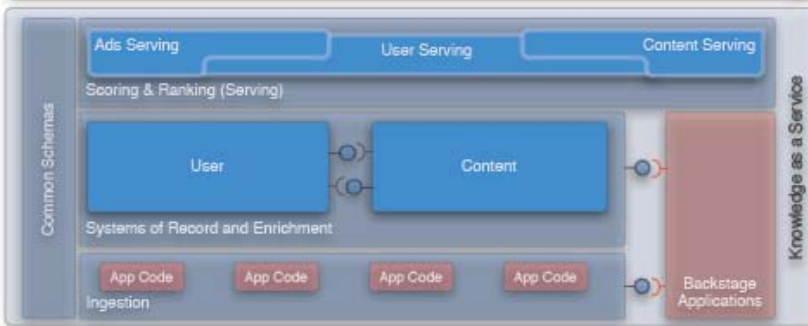 Ads Serving
User Serving
Content Serving
Scoring & Ranking (Serving)
Common Schemas
User
Content
Systems of Record and Enrichment
App Code
App Code
App Code
App Code
Ingestion
Backstage
Applications
Knowledge as a Service